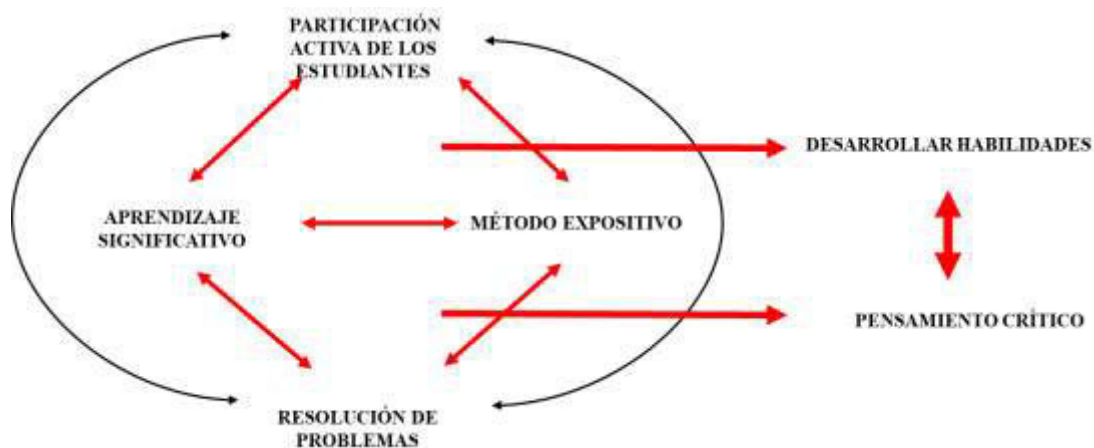 PARTICIPACIÓN
ACTIVA DE LOS
ESTUDIANTES
DESARROLLAR HABILIDADES
APRENDIZAJE
SIGNIFICATIVO
MÉTODO EXPOSITIVO
PENSAMIENTO CRÍTICO
RESOLUCIÓN DE
PROBLEMAS